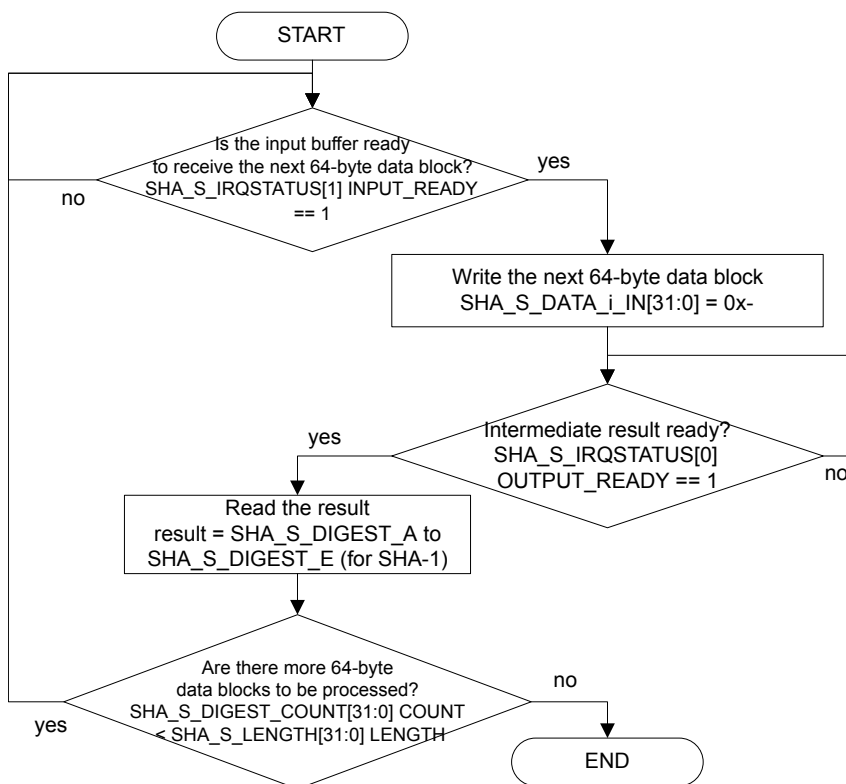 START
Is the input buffer ready
to receive the next 64-byte data block?
SHA_S_IRQSTATUS[1] INPUT_READY
== 1
yes
no
Write the next 64-byte data block
SHA_S_DATA_i_IN[31:0] = 0x-
Intermediate result ready?
SHA_S_IRQSTATUS[0]
OUTPUT_READY == 1
yes
no
Read the result
result = SHA_S_DIGEST_A to
SHA_S_DIGEST_E (for SHA-1)
Are there more 64-byte
data blocks to be processed?
SHA_S_DIGEST_COUNT[31:0] COUNT
< SHA_S_LENGTH[31:0] LENGTH
no
yes
END